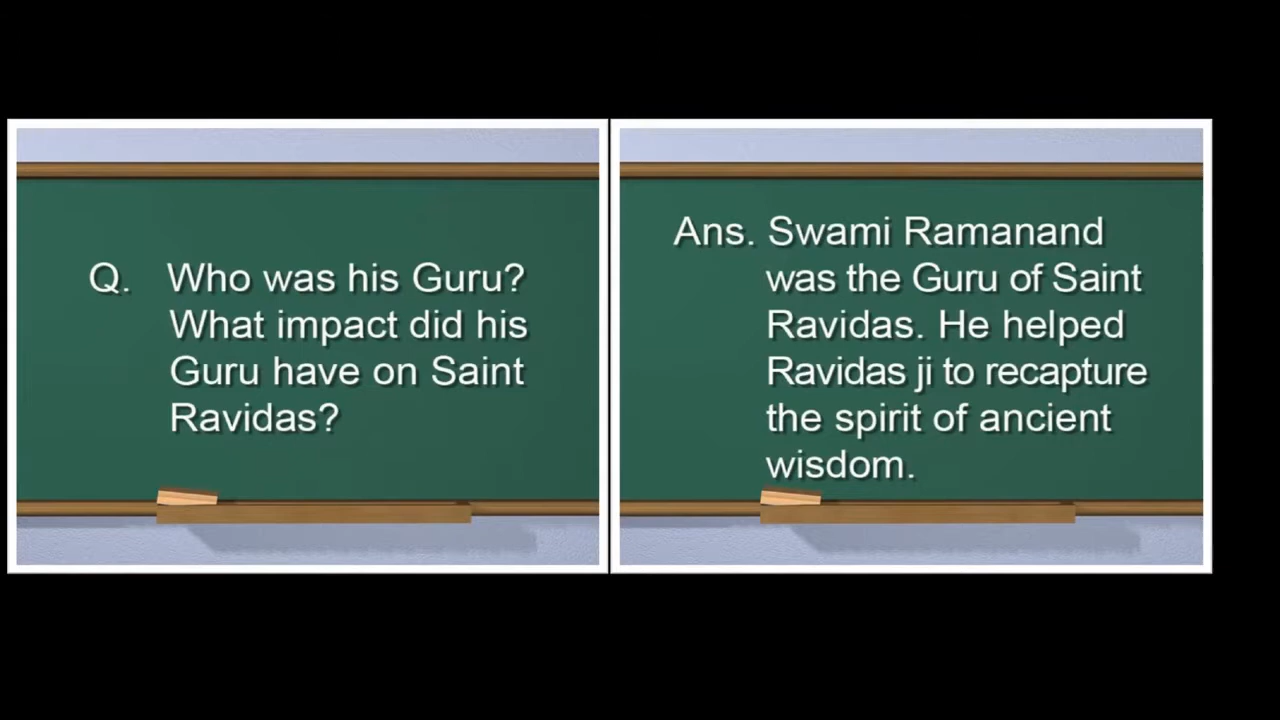 Q. Who was his Guru?
What impact did his
Guru have on Saint
Ravidas?
Ans. Swami Ramanand
was the Guru of Saint
Ravidas. He helped
Ravidas ji to recapture
the spirit of ancient
wisdom.